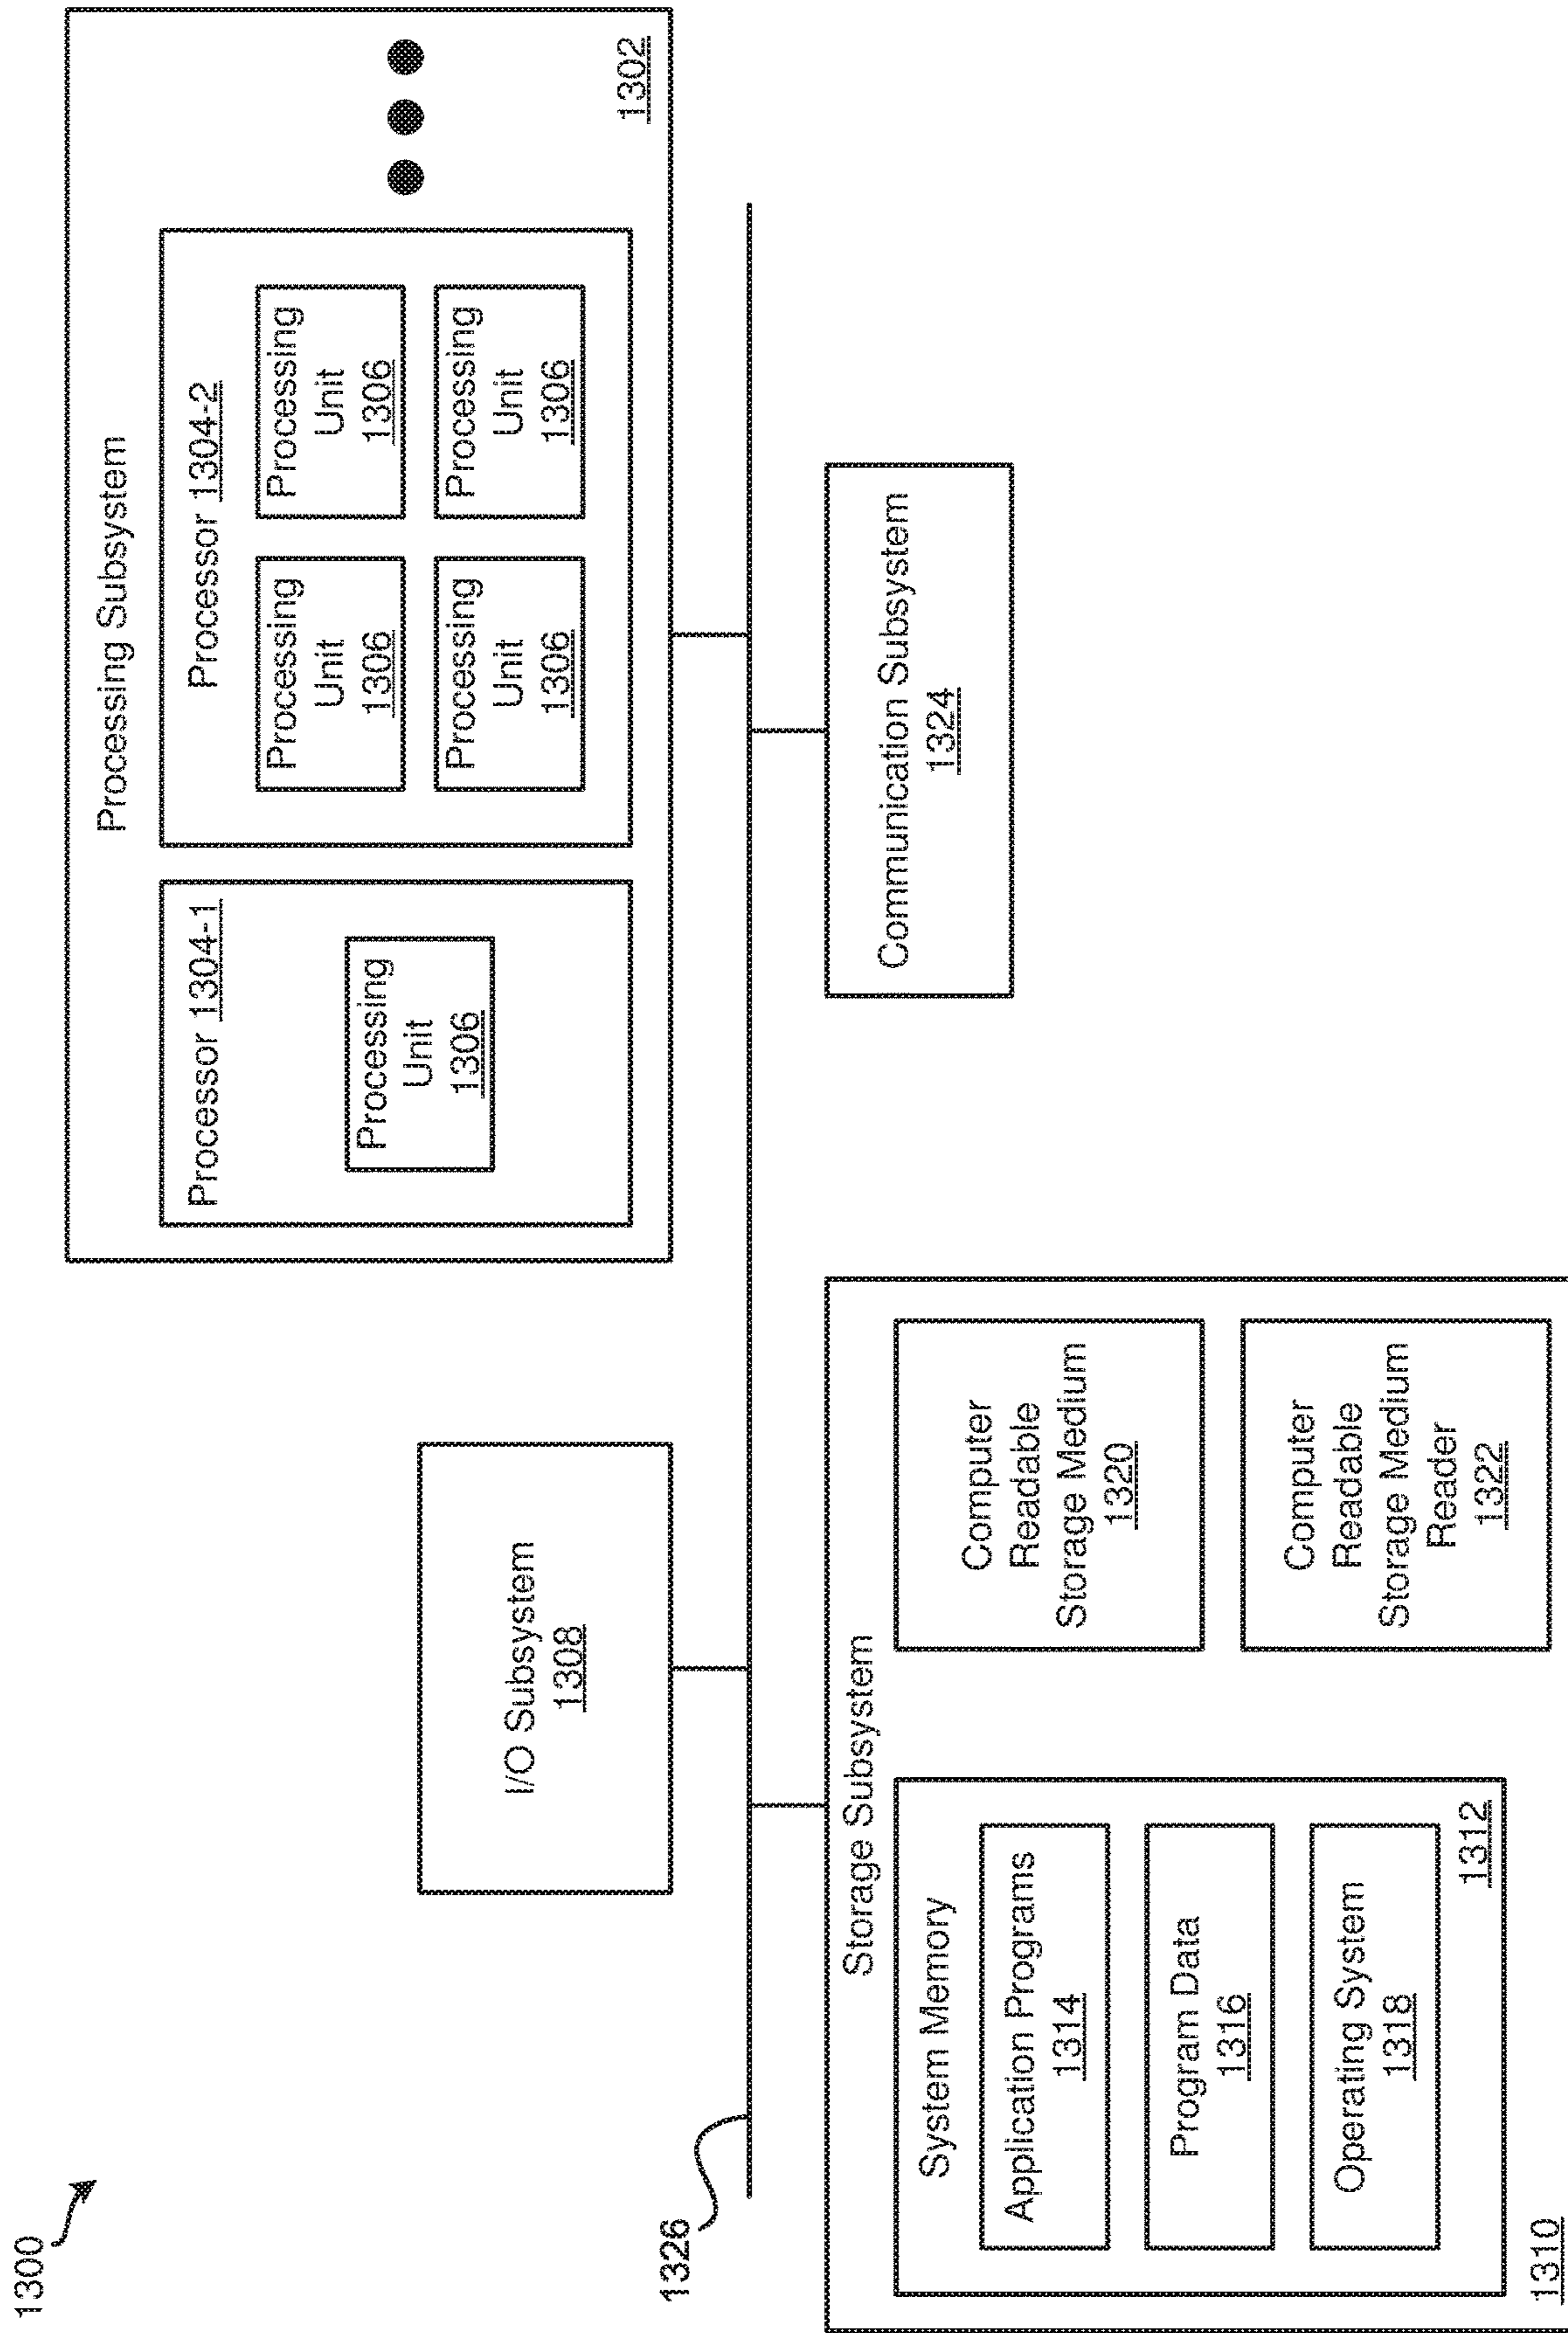 1300
Processing Subsystem
Processor 1304-1
Processing
Unit
1306
Processor 1304-2
Processing
Unit
1306
Processing
Unit
1306
Processing
Unit
1306
Processing
Unit
1306
1302
I/O Subsystem
1308
1326
Communication Subsystem
1324
Storage Subsystem
System Memory
Application Programs
1314
Program Data
1316
Operating System
1318
1312
Computer
Readable
Storage Medium
1320
Computer
Readable
Storage Medium
Reader
1322
1310